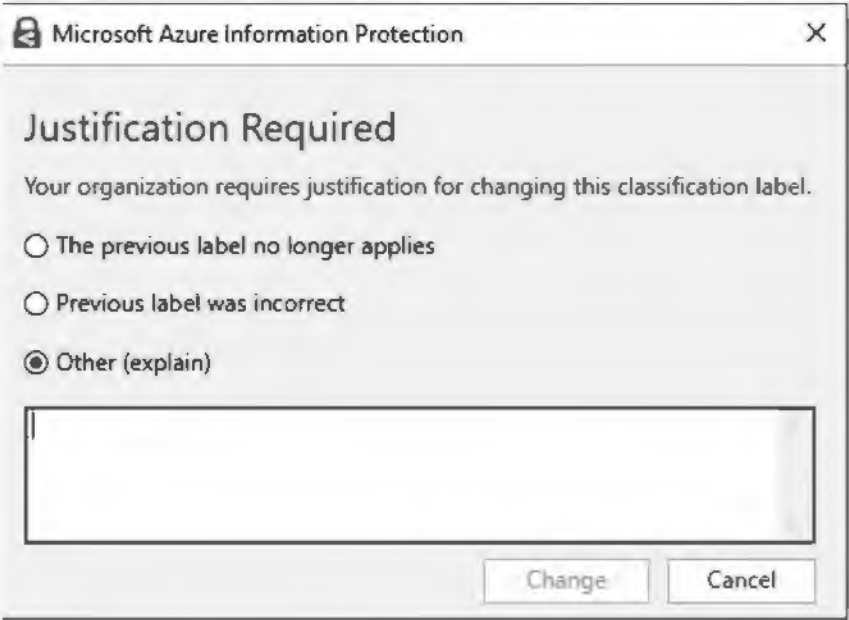 Microsoft Azure Information Protection
Justification Required
Your organization requires justification for changing this classification label.
The previous label no longer applies
Previous label was incorrect
Other (explain)
Change
Cancel